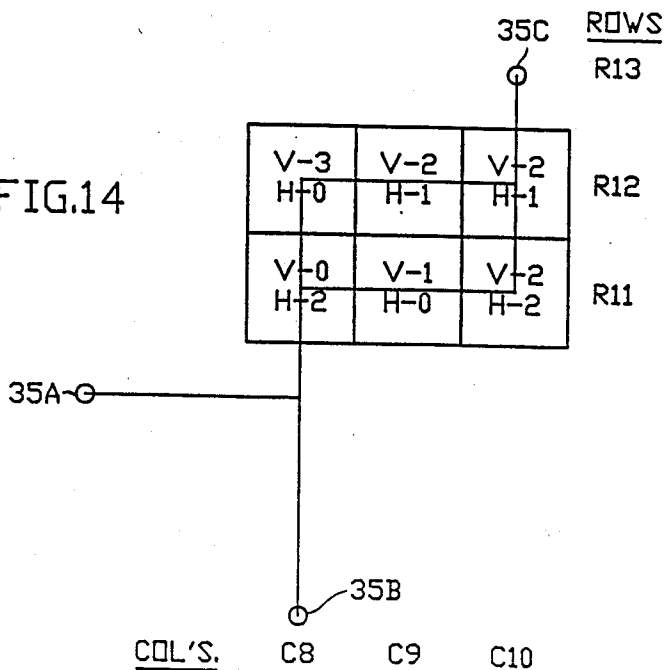 35C ROWS
R13
FIG.14
V-3 V-2 V-2
H-0 H-1 H-1 R12
V-0 V-1 V-2
H-2 H-0 H-2 R11
35A
35B
COL'S. C8 C9 C10